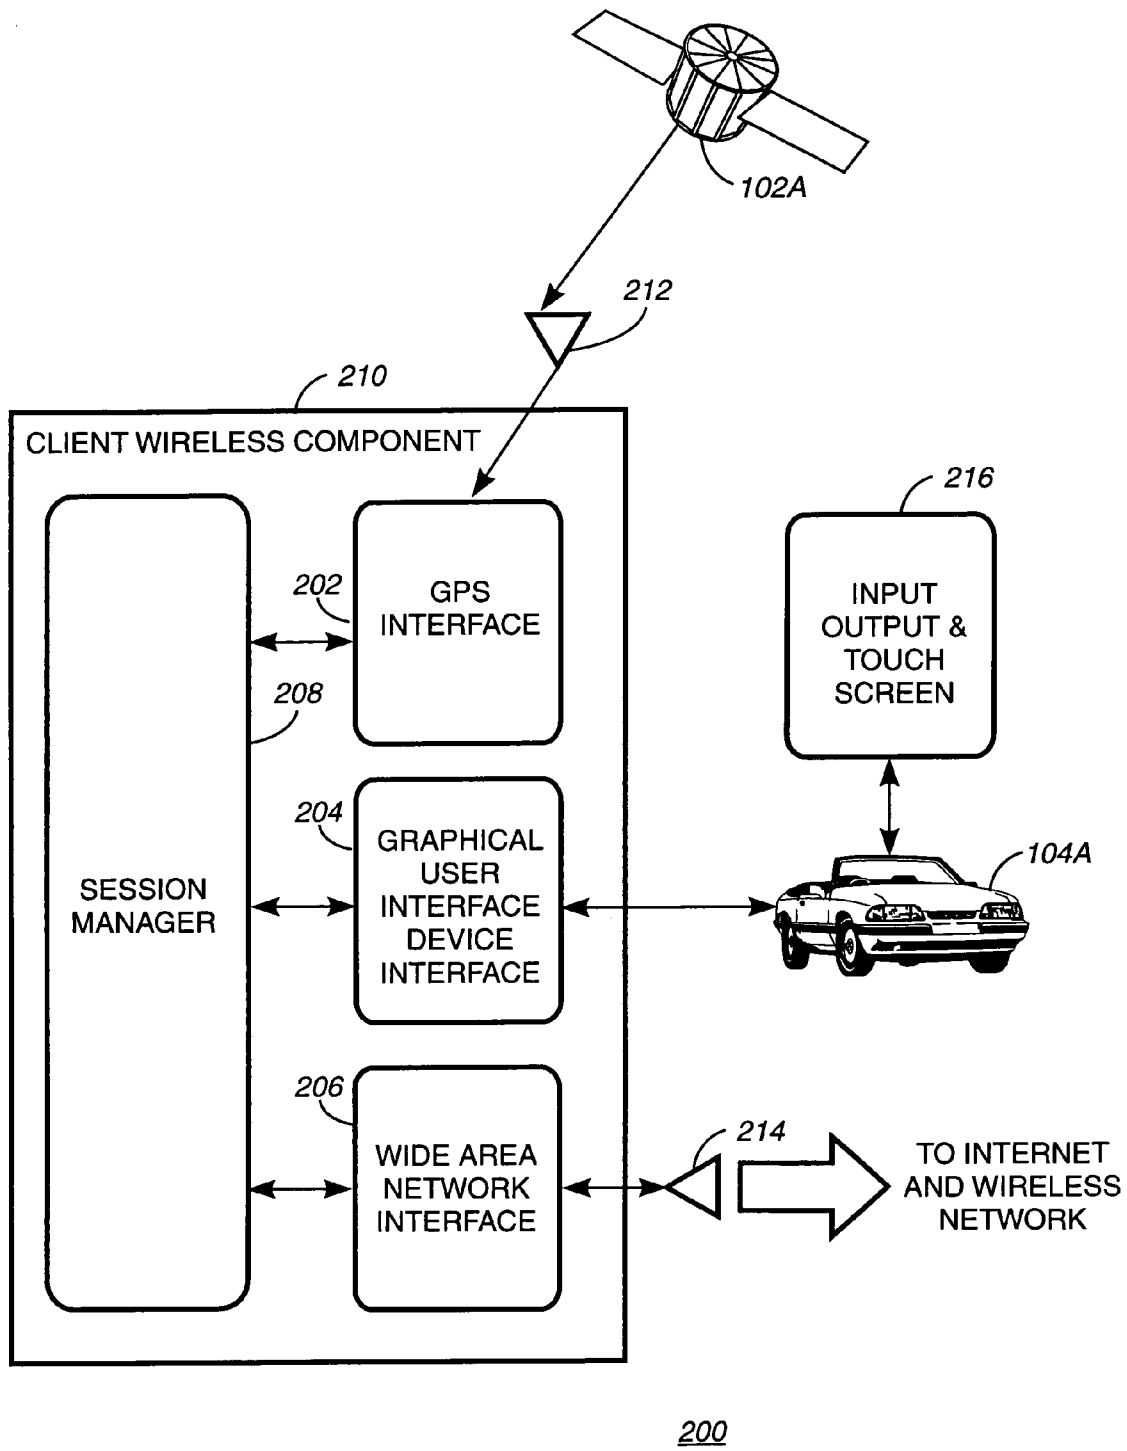 102A
212
210
CLIENT WIRELESS COMPONENT
216
202
GPS
INTERFACE
INPUT
OUTPUT &
TOUCH
SCREEN
208
204
GRAPHICAL
USER
INTERFACE
DEVICE
INTERFACE
104A
SESSION
MANAGER
206
WIDE AREA
NETWORK
INTERFACE
214
TO INTERNET
AND WIRELESS
NETWORK
200